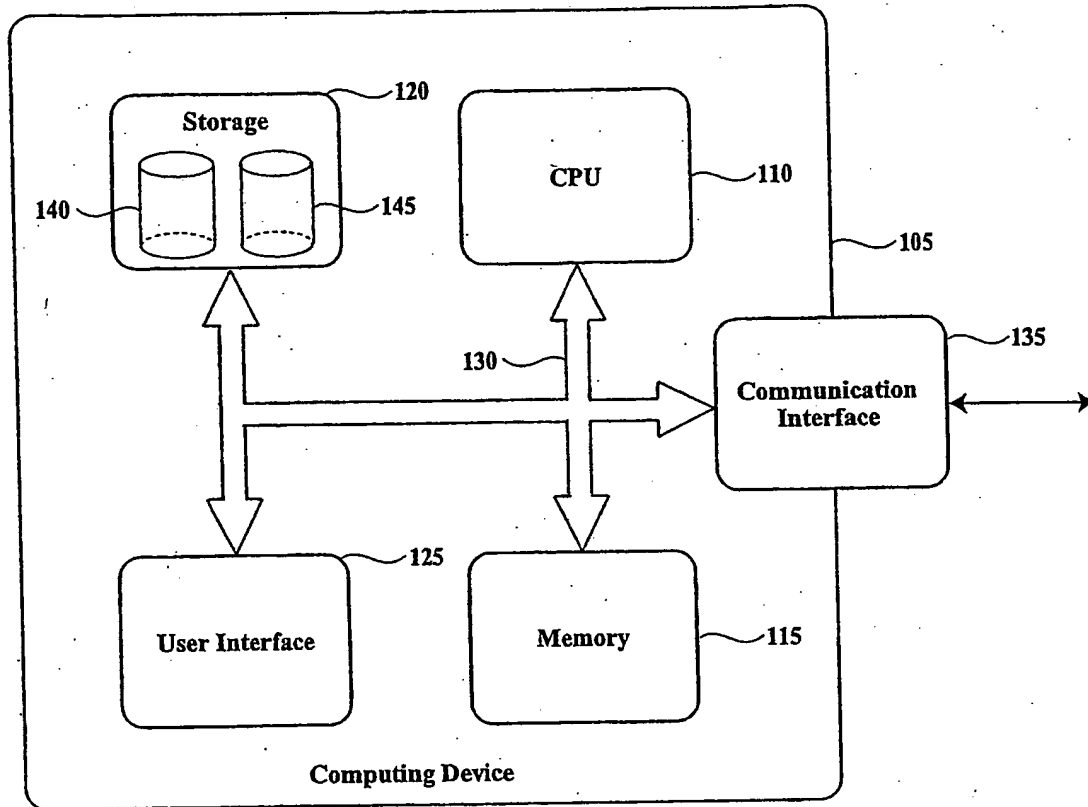 120
Storage
140
145
CPU
110
105
130
135
Communication
Interface
125
User Interface
Memory
115
Computing Device